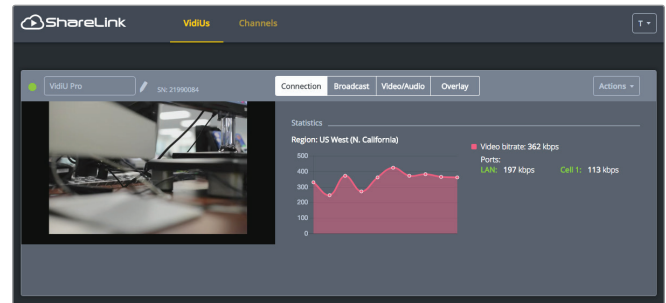 ShareLink VidiUs Channels T
VidiU Pro SN: 21990084 Connection Broadcast Video/Audio Overlay Actions
Statistics
Region: US West (N. California)
Video bitrate: 362 kbps
Ports:
LAN: 197 kbps Cell 1: 113 kbps
500
400
300
200
100
0